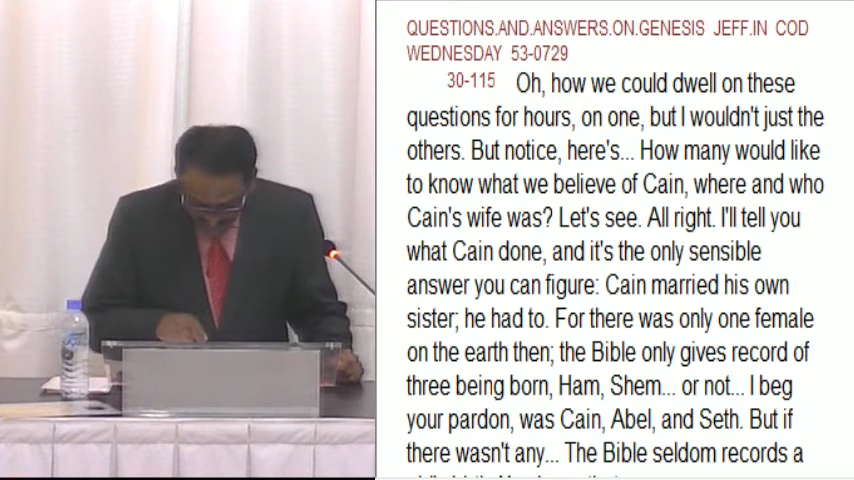 QUESTIONS.AND.ANSWERS.ON.GENESIS JEFF.IN COD
WEDNESDAY 53-0729
30-115 Oh, how we could dwell on these
questions for hours, on one, but I wouldn't just the
others. But notice, here's... How many would like
to know what we believe of Cain, where and who
Cain's wife was? Let's see. All right. I'll tell you
what Cain done, and it's the only sensible
answer you can figure: Cain married his own
sister; he had to. For there was only one female
on the earth then; the Bible only gives record of
three being born, Ham, Shem... or not... I beg
your pardon, was Cain, Abel, and Seth. But if
there wasn't any... The Bible seldom records a